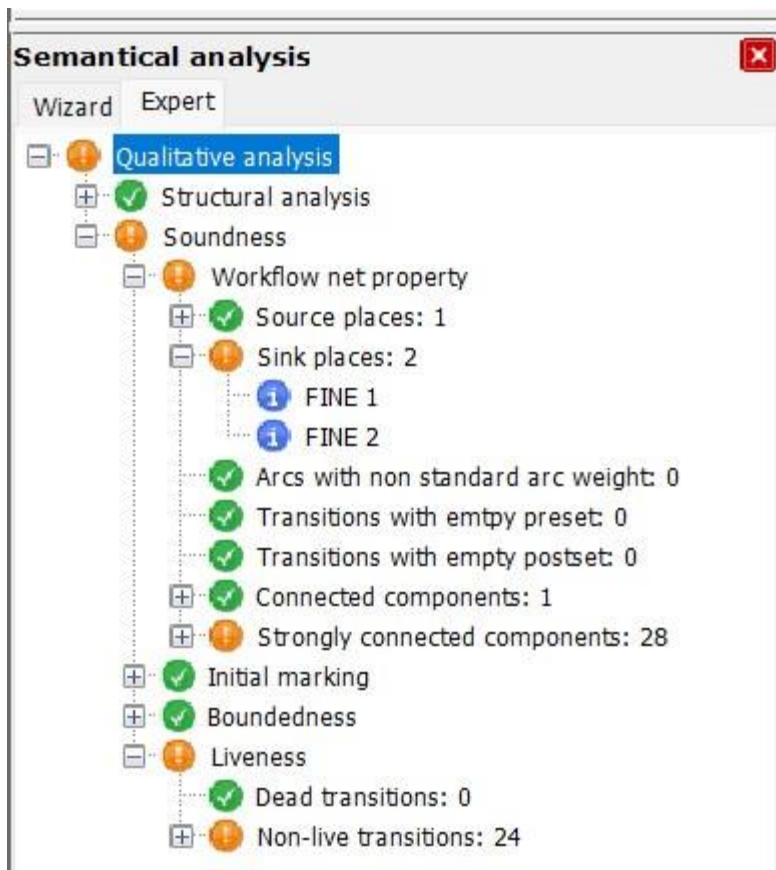 Semantical analysis
Wizard Expert
Qualitative analysis
Structural analysis
Soundness
Workflow net property
Source places: 1
Sink places: 2
FINE 1
FINE 2
Arcs with non standard arc weight: 0
Transitions with emtpy preset: 0
Transitions with empty postset: 0
Connected components: 1
Strongly connected components: 28
Initial marking
Boundedness
Liveness
Dead transitions: 0
Non-live transitions: 24